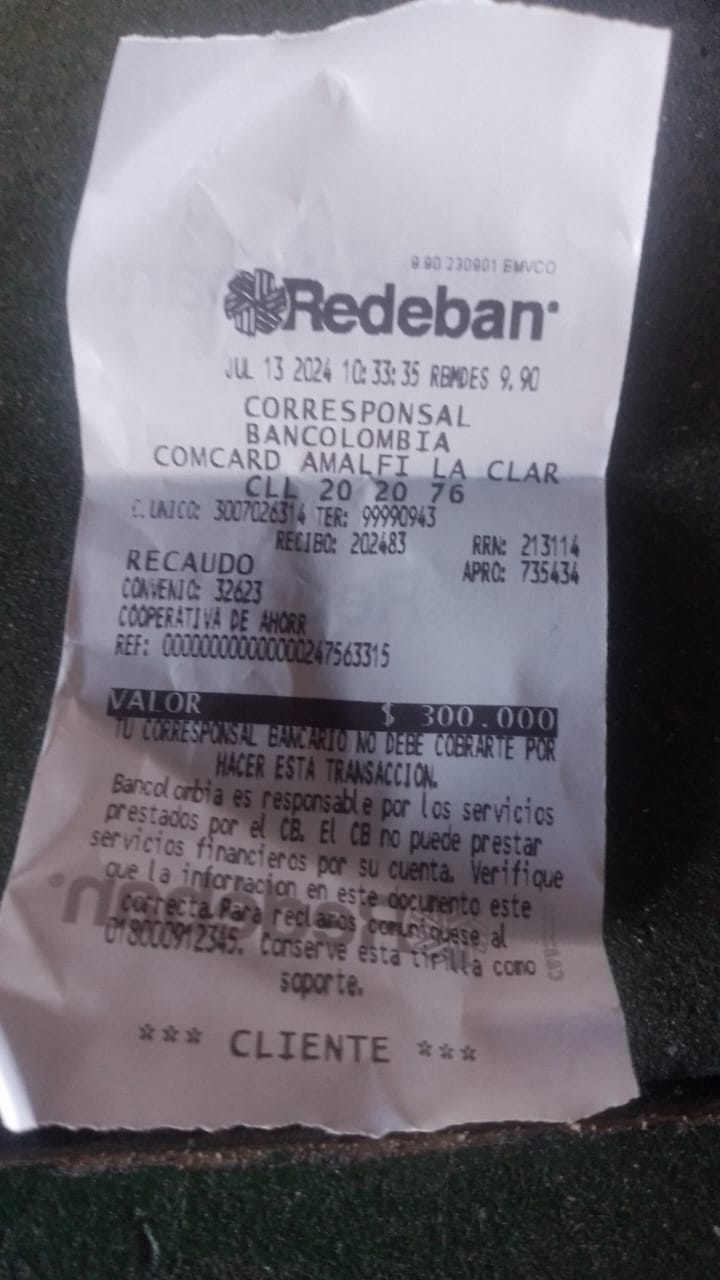 9.90 230901 EMVCO
Redeban
JUL 13 2024 10:33:35 RBMDES 9.90
CORRESPONSAL
BANCOLOMBIA
COMCARD AMALFI LA CLAR
CLL 20 20 76
C. UNICO: 3007026314 TER: 99990943
RECIBO: 202483 RRN: 213114
RECAUDO APRO: 735434
CONVENIO: 32623
COOPERATIVA DE AHORR
REF: 000000000000000247563315
VALOR $ 300.000
TU CORRESPONSAL BANCARIO NO DEBE COBRARTE POR
HACER ESTA TRANSACCION.
Bancolombia es responsable por los servicios
prestados por el CB. El CB no puede prestar
servicios financieros por su cuenta. Verifique
que la informacion en este documento este
correcta.Para reclamos comuniquese al
018000912345. Conserve esta tirilla como
soporte.
*** CLIENTE ***